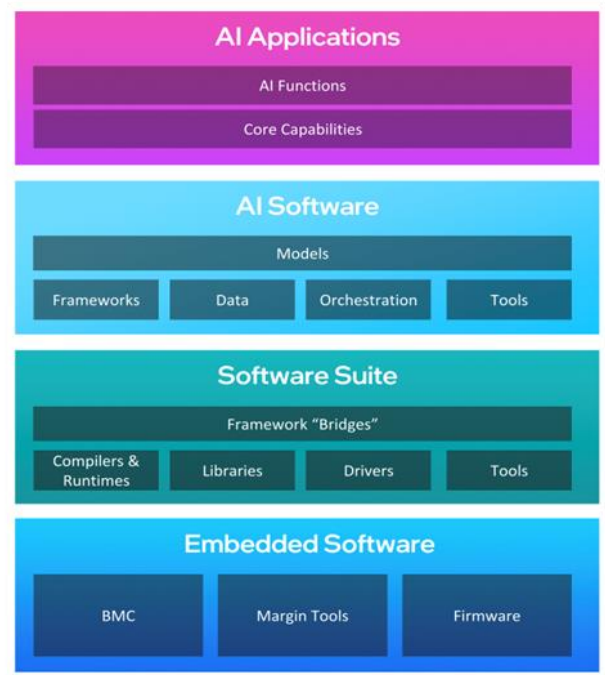 AI Applications
AI Functions
Core Capabilities
AI Software
Models
Frameworks
Data
Orchestration
Tools
Software Suite
Framework “Bridges”
Compilers &
Runtimes
Libraries
Drivers
Tools
Embedded Software
BMC
Margin Tools
Firmware